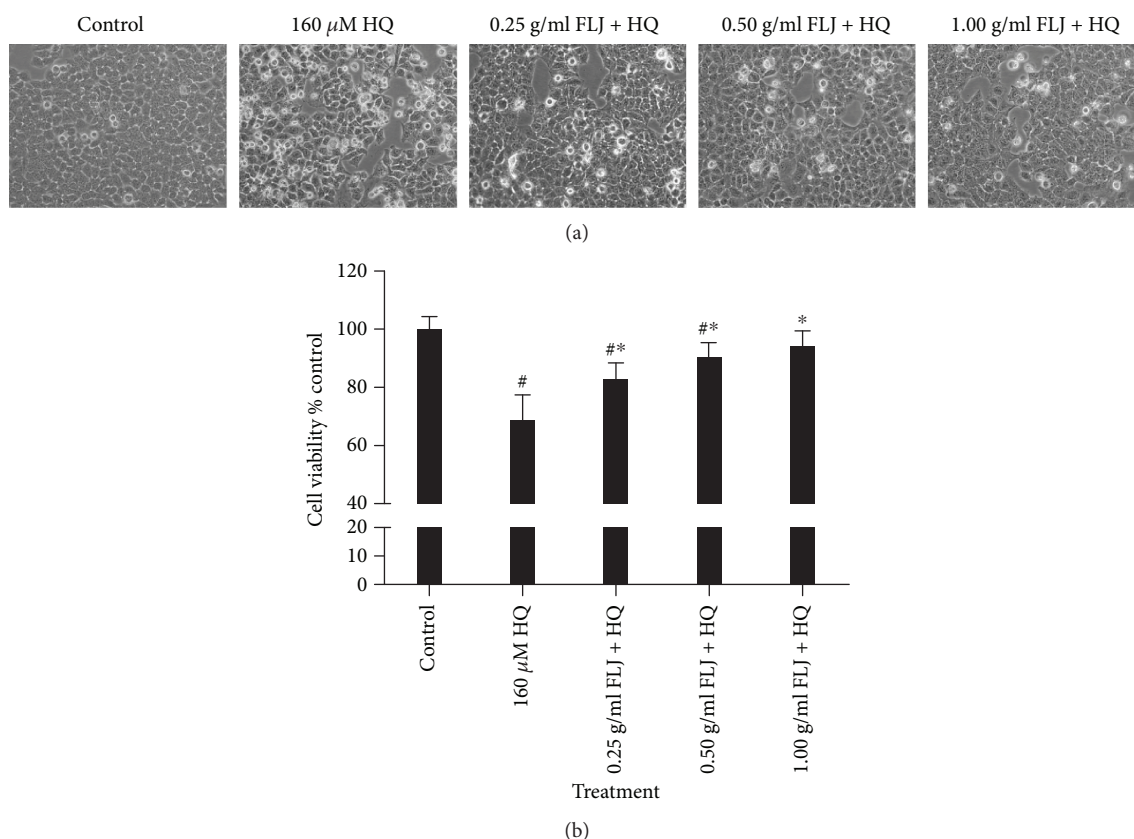 Control
160 μM HQ
0.25 g/ml FLJ + HQ
0.50 g/ml FLJ + HQ
1.00 g/ml FLJ + HQ
(a)
Cell viability % control
120
100
80
60
40
20
10
0
#
#*
#*
*
Control
160 μM HQ
0.25 g/ml FLJ + HQ
0.50 g/ml FLJ + HQ
1.00 g/ml FLJ + HQ
Treatment
(b)